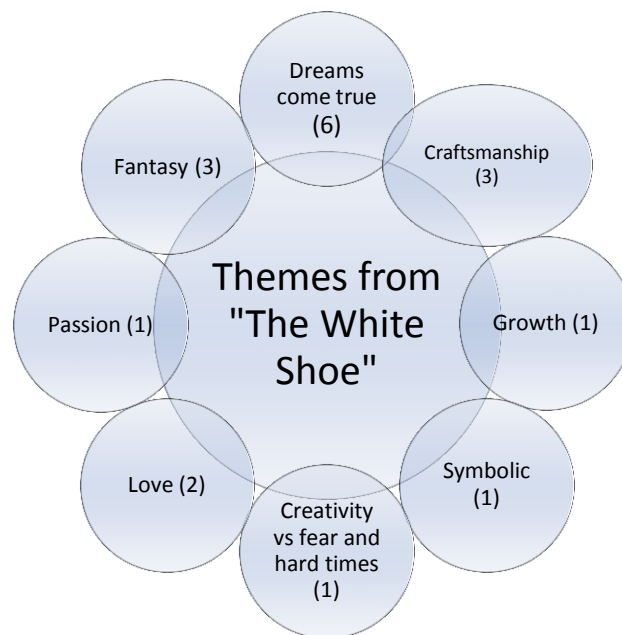 Dreams
come true
(6)
Craftsmanship
(3)
Growth (1)
Symbolic
(1)
Creativity
vs fear and
hard times
(1)
Love (2)
Passion (1)
Fantasy (3)
Themes from
"The White
Shoe"